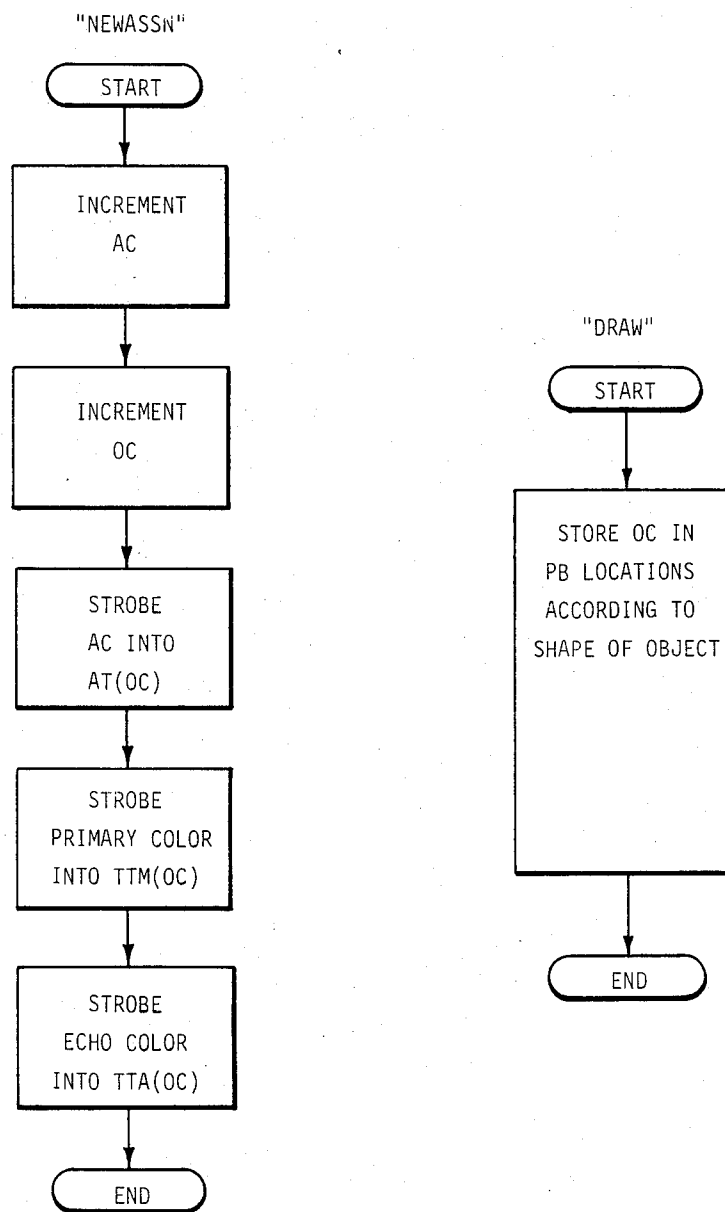 "NEWASSN"
START
INCREMENT
AC
INCREMENT
OC
STROBE
AC INTO
AT(OC)
STROBE
PRIMARY COLOR
INTO TTM(OC)
STROBE
ECHO COLOR
INTO TTA(OC)
END
"DRAW"
START
STORE OC IN
PB LOCATIONS
ACCORDING TO
SHAPE OF OBJECT
END